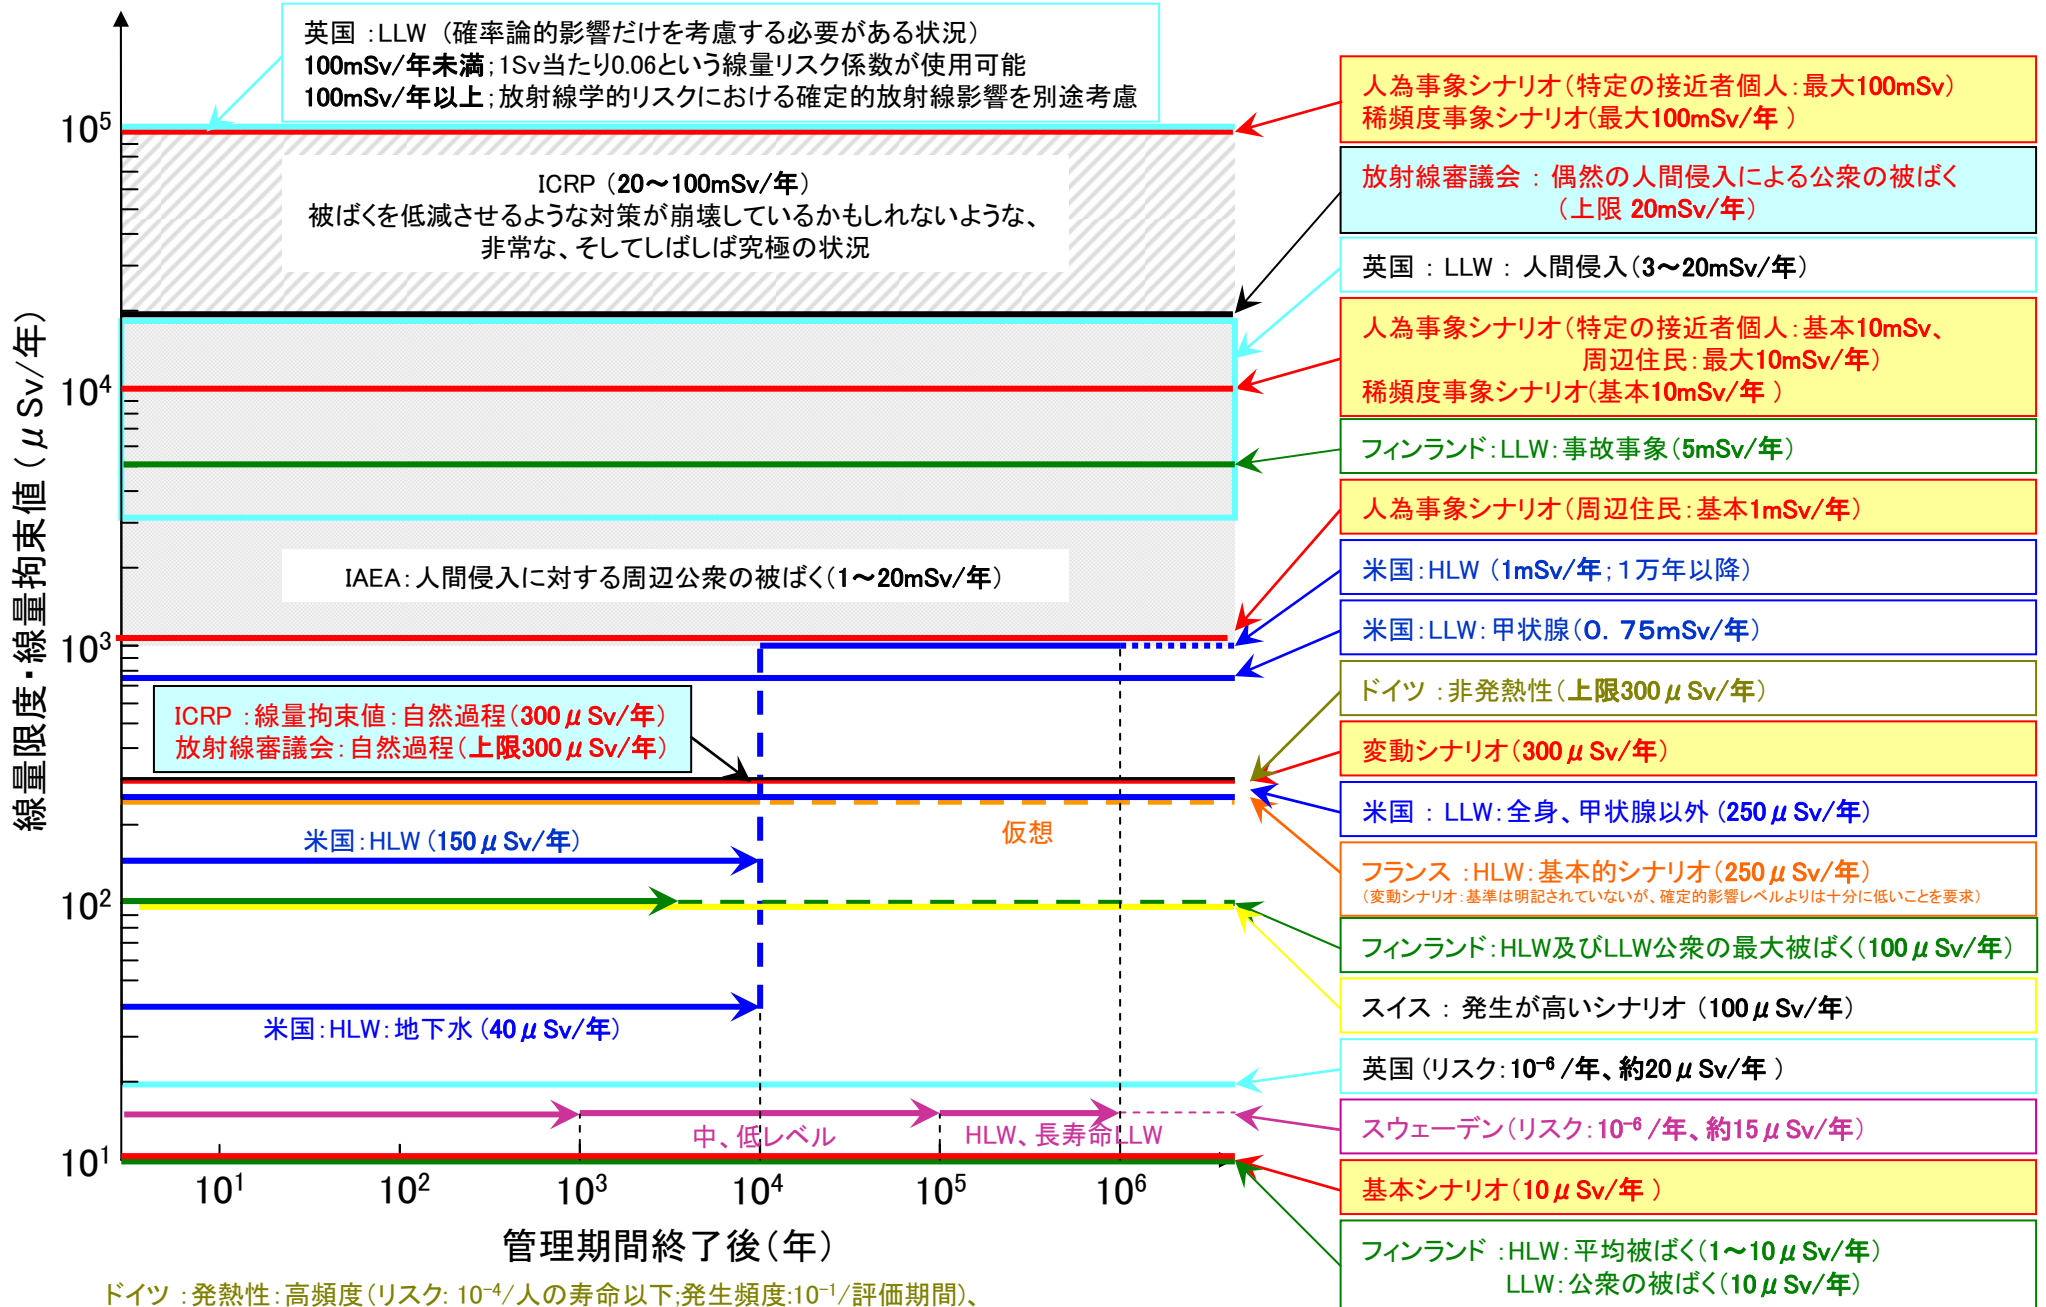 英国 :LLW (確率論的影響だけを考慮する必要がある状況)
100mSv/年未満;1Sv当たり0.06という線量リスク係数が使用可能
100mSv/年以上;放射線学的リスクにおける確定的放射線影響を別途考慮
人為事象シナリオ(特定の接近者個人:最大100mSv)
稀頻度事象シナリオ(最大100mSv/年 )
放射線審議会 : 偶然の人間侵入による公衆の被ばく
(上限 20mSv/年)
英国 : LLW : 人間侵入(3~20mSv/年)
人為事象シナリオ(特定の接近者個人:基本10mSv、
周辺住民:最大10mSv/年)
稀頻度事象シナリオ(基本10mSv/年 )
フィンランド:LLW:事故事象(5mSv/年)
人為事象シナリオ(周辺住民:基本1mSv/年)
米国:HLW (1mSv/年;1万年以降)
米国:LLW:甲状腺(0. 75mSv/年)
ドイツ :非発熱性(上限300μSv/年)
変動シナリオ(300μSv/年)
米国 : LLW:全身、甲状腺以外 (250μSv/年)
フランス :HLW:基本的シナリオ(250μSv/年)
(変動シナリオ:基準は明記されていないが、確定的影響レベルよりは十分に低いことを要求)
フィンランド:HLW及びLLW公衆の最大被ばく(100μSv/年)
スイス : 発生が高いシナリオ (100μSv/年)
英国 (リスク:10⁻⁶ /年、約20μSv/年 )
スウェーデン(リスク:10⁻⁶ /年、約15μSv/年)
基本シナリオ(10μSv/年 )
フィンランド :HLW:平均被ばく(1~10μSv/年)
LLW:公衆の被ばく(10μSv/年)
ICRP (20~100mSv/年)
被ばくを低減させるような対策が崩壊しているかもしれないような、
非常な、そしてしばしば究極の状況
IAEA:人間侵入に対する周辺公衆の被ばく(1~20mSv/年)
ICRP :線量拘束値:自然過程(300μSv/年)
放射線審議会:自然過程(上限300μSv/年)
仮想
米国:HLW (150μSv/年)
米国:HLW:地下水 (40μSv/年)
中、低レベル
HLW、長寿命LLW
線量限度・線量拘束値 (μSv/年)
10⁵
10⁴
10³
10²
10¹
10¹ 10² 10³ 10⁴ 10⁵ 10⁶
管理期間終了後(年)
ドイツ :発熱性:高頻度(リスク: 10⁻⁴/人の寿命以下;発生頻度:10⁻¹/評価期間)、